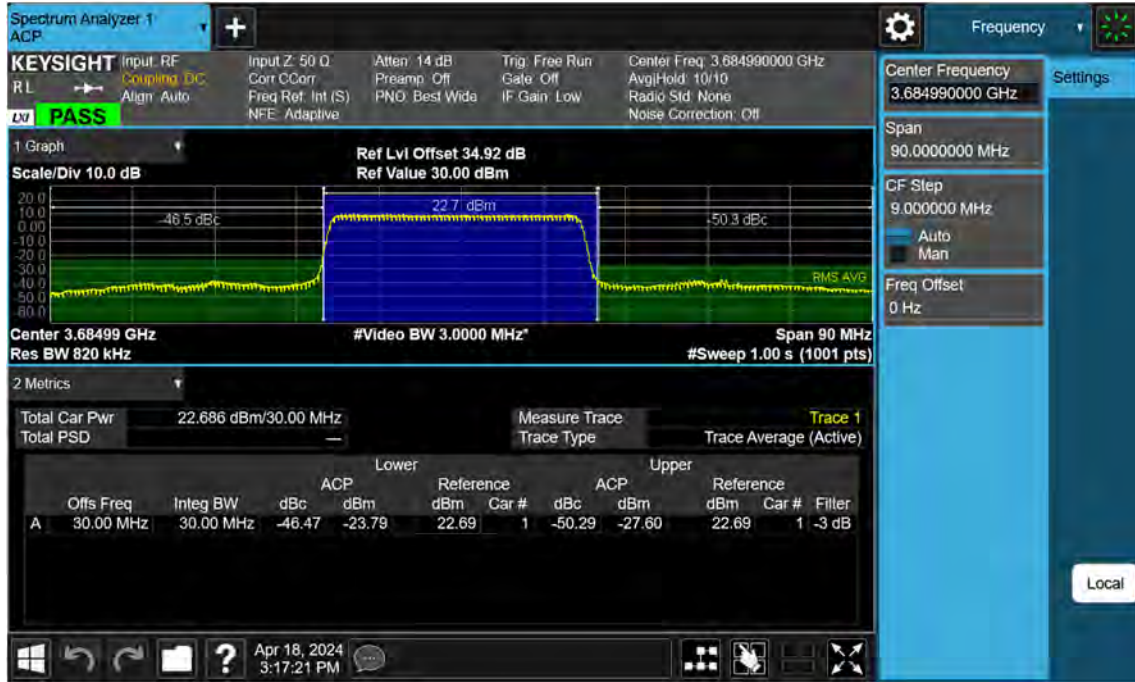 Spectrum Analyzer 1
ACP
+
Frequency
KEYSIGHT
RL
LXI
PASS
Input: RF
Coupling: DC
Align: Auto
Input Z: 50 Ω
Corr CCorr
Freq Ref: Int (S)
NFE: Adaptive
Atten: 14 dB
Preamp: Off
PNO: Best Wide
Trig: Free Run
Gate: Off
IF Gain: Low
Center Freq: 3.684990000 GHz
Avg|Hold: 10/10
Radio Std: None
Noise Correction: Off
Center Frequency
3.684990000 GHz
Settings
Span
90.0000000 MHz
CF Step
9.000000 MHz
Auto
Man
Freq Offset
0 Hz
1 Graph
Scale/Div 10.0 dB
Ref Lvl Offset 34.92 dB
Ref Value 30.00 dBm
20.0
10.0
0.00
-10.0
-20.0
-30.0
-40.0
-50.0
-60.0
-46.5 dBc
22.7 dBm
-50.3 dBc
RMS AVG
Center 3.68499 GHz #Video BW 3.0000 MHz* Span 90 MHz
Res BW 820 kHz #Sweep 1.00 s (1001 pts)
2 Metrics
Total Car Pwr 22.686 dBm/30.00 MHz Measure Trace Trace 1
Total PSD — Trace Type Trace Average (Active)
Lower Upper
ACP Reference ACP Reference
Offs Freq Integ BW dBc dBm dBm Car # dBc dBm dBm Car # Filter
A 30.00 MHz 30.00 MHz -46.47 -23.79 22.69 1 -50.29 -27.60 22.69 1 -3 dB
Local
?
Apr 18, 2024
3:17:21 PM